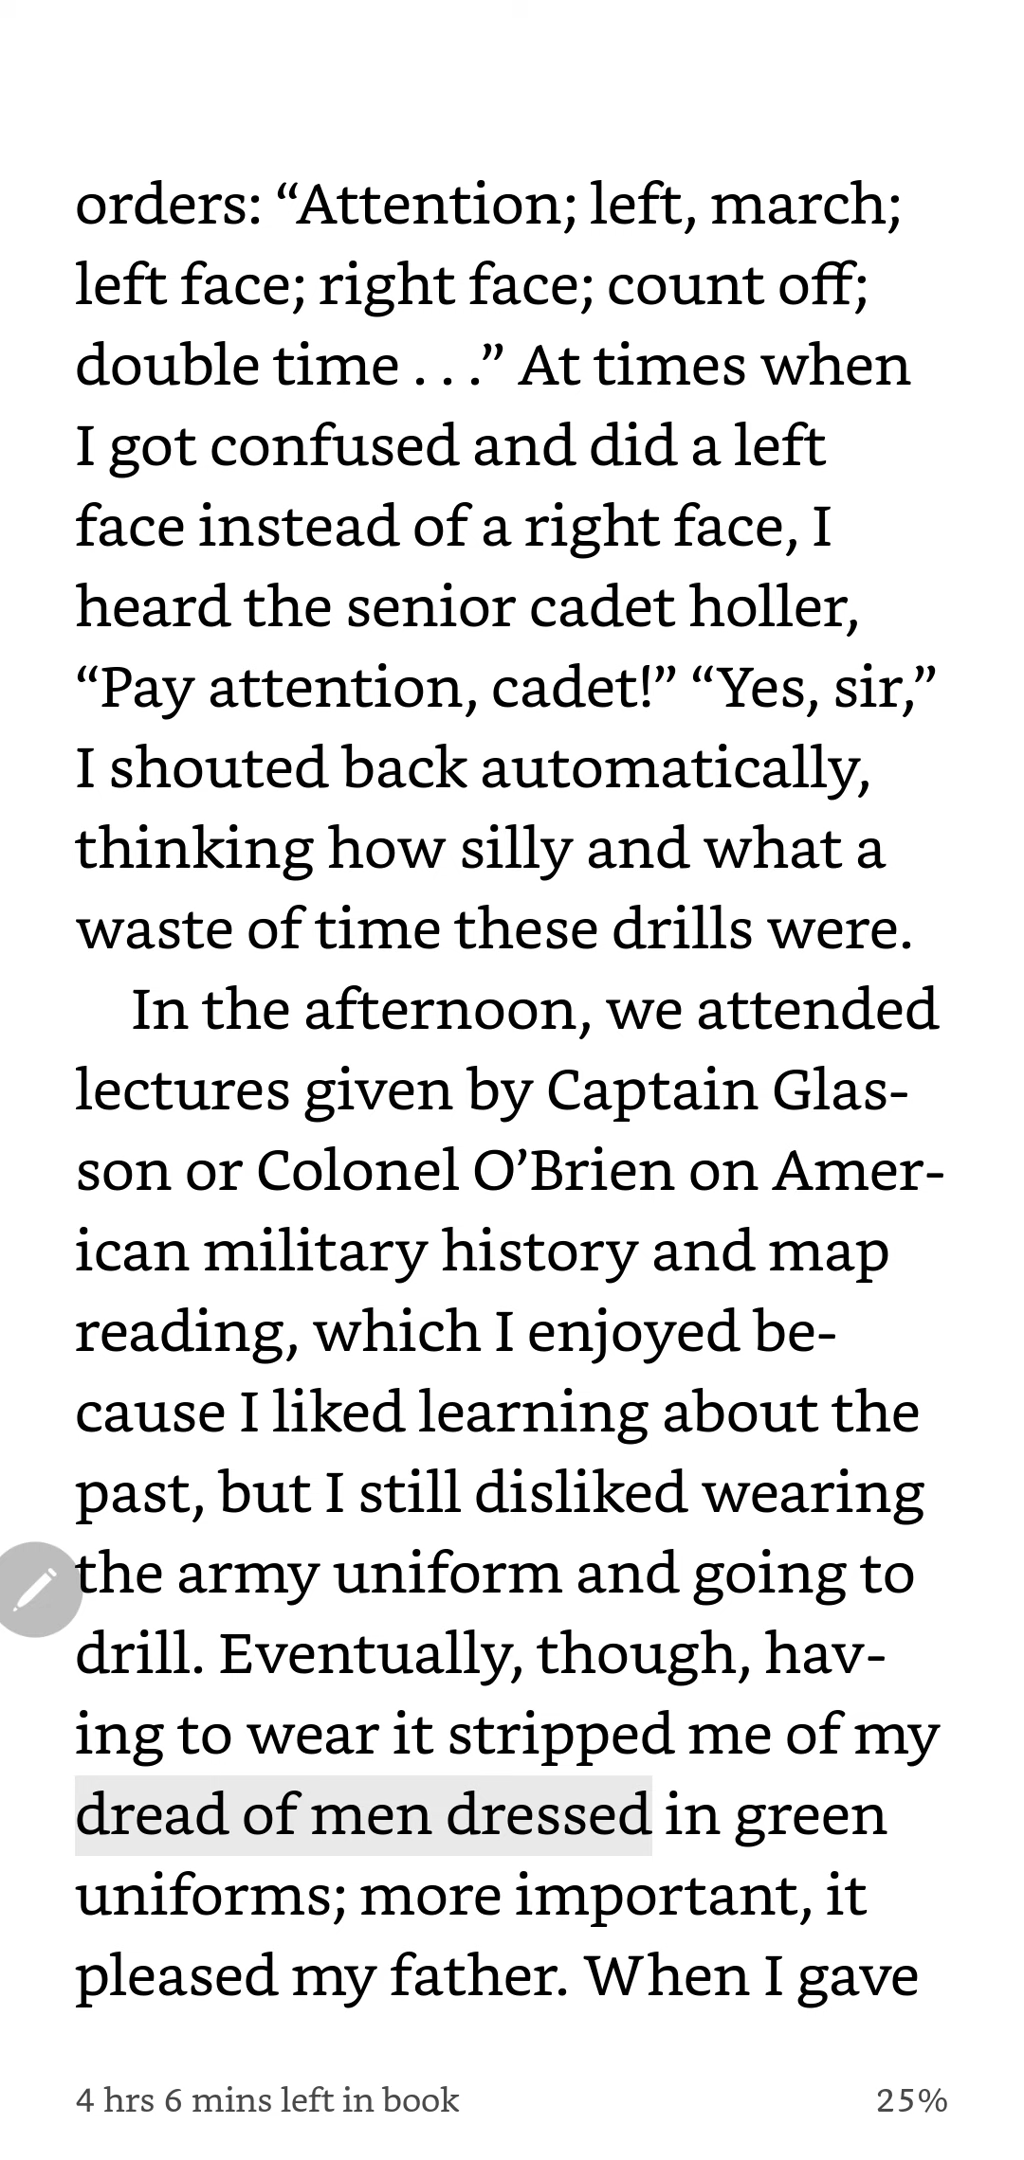 orders: “Attention; left, march;
left face; right face; count off;
double time . . .” At times when
I got confused and did a left
face instead of a right face, I
heard the senior cadet holler,
“Pay attention, cadet!” “Yes, sir,”
I shouted back automatically,
thinking how silly and what a
waste of time these drills were.
In the afternoon, we attended
lectures given by Captain Glas-
son or Colonel O’Brien on Amer-
ican military history and map
reading, which I enjoyed be-
cause I liked learning about the
past, but I still disliked wearing
the army uniform and going to
drill. Eventually, though, hav-
ing to wear it stripped me of my
dread of men dressed in green
uniforms; more important, it
pleased my father. When I gave
4 hrs 6 mins left in book 25%